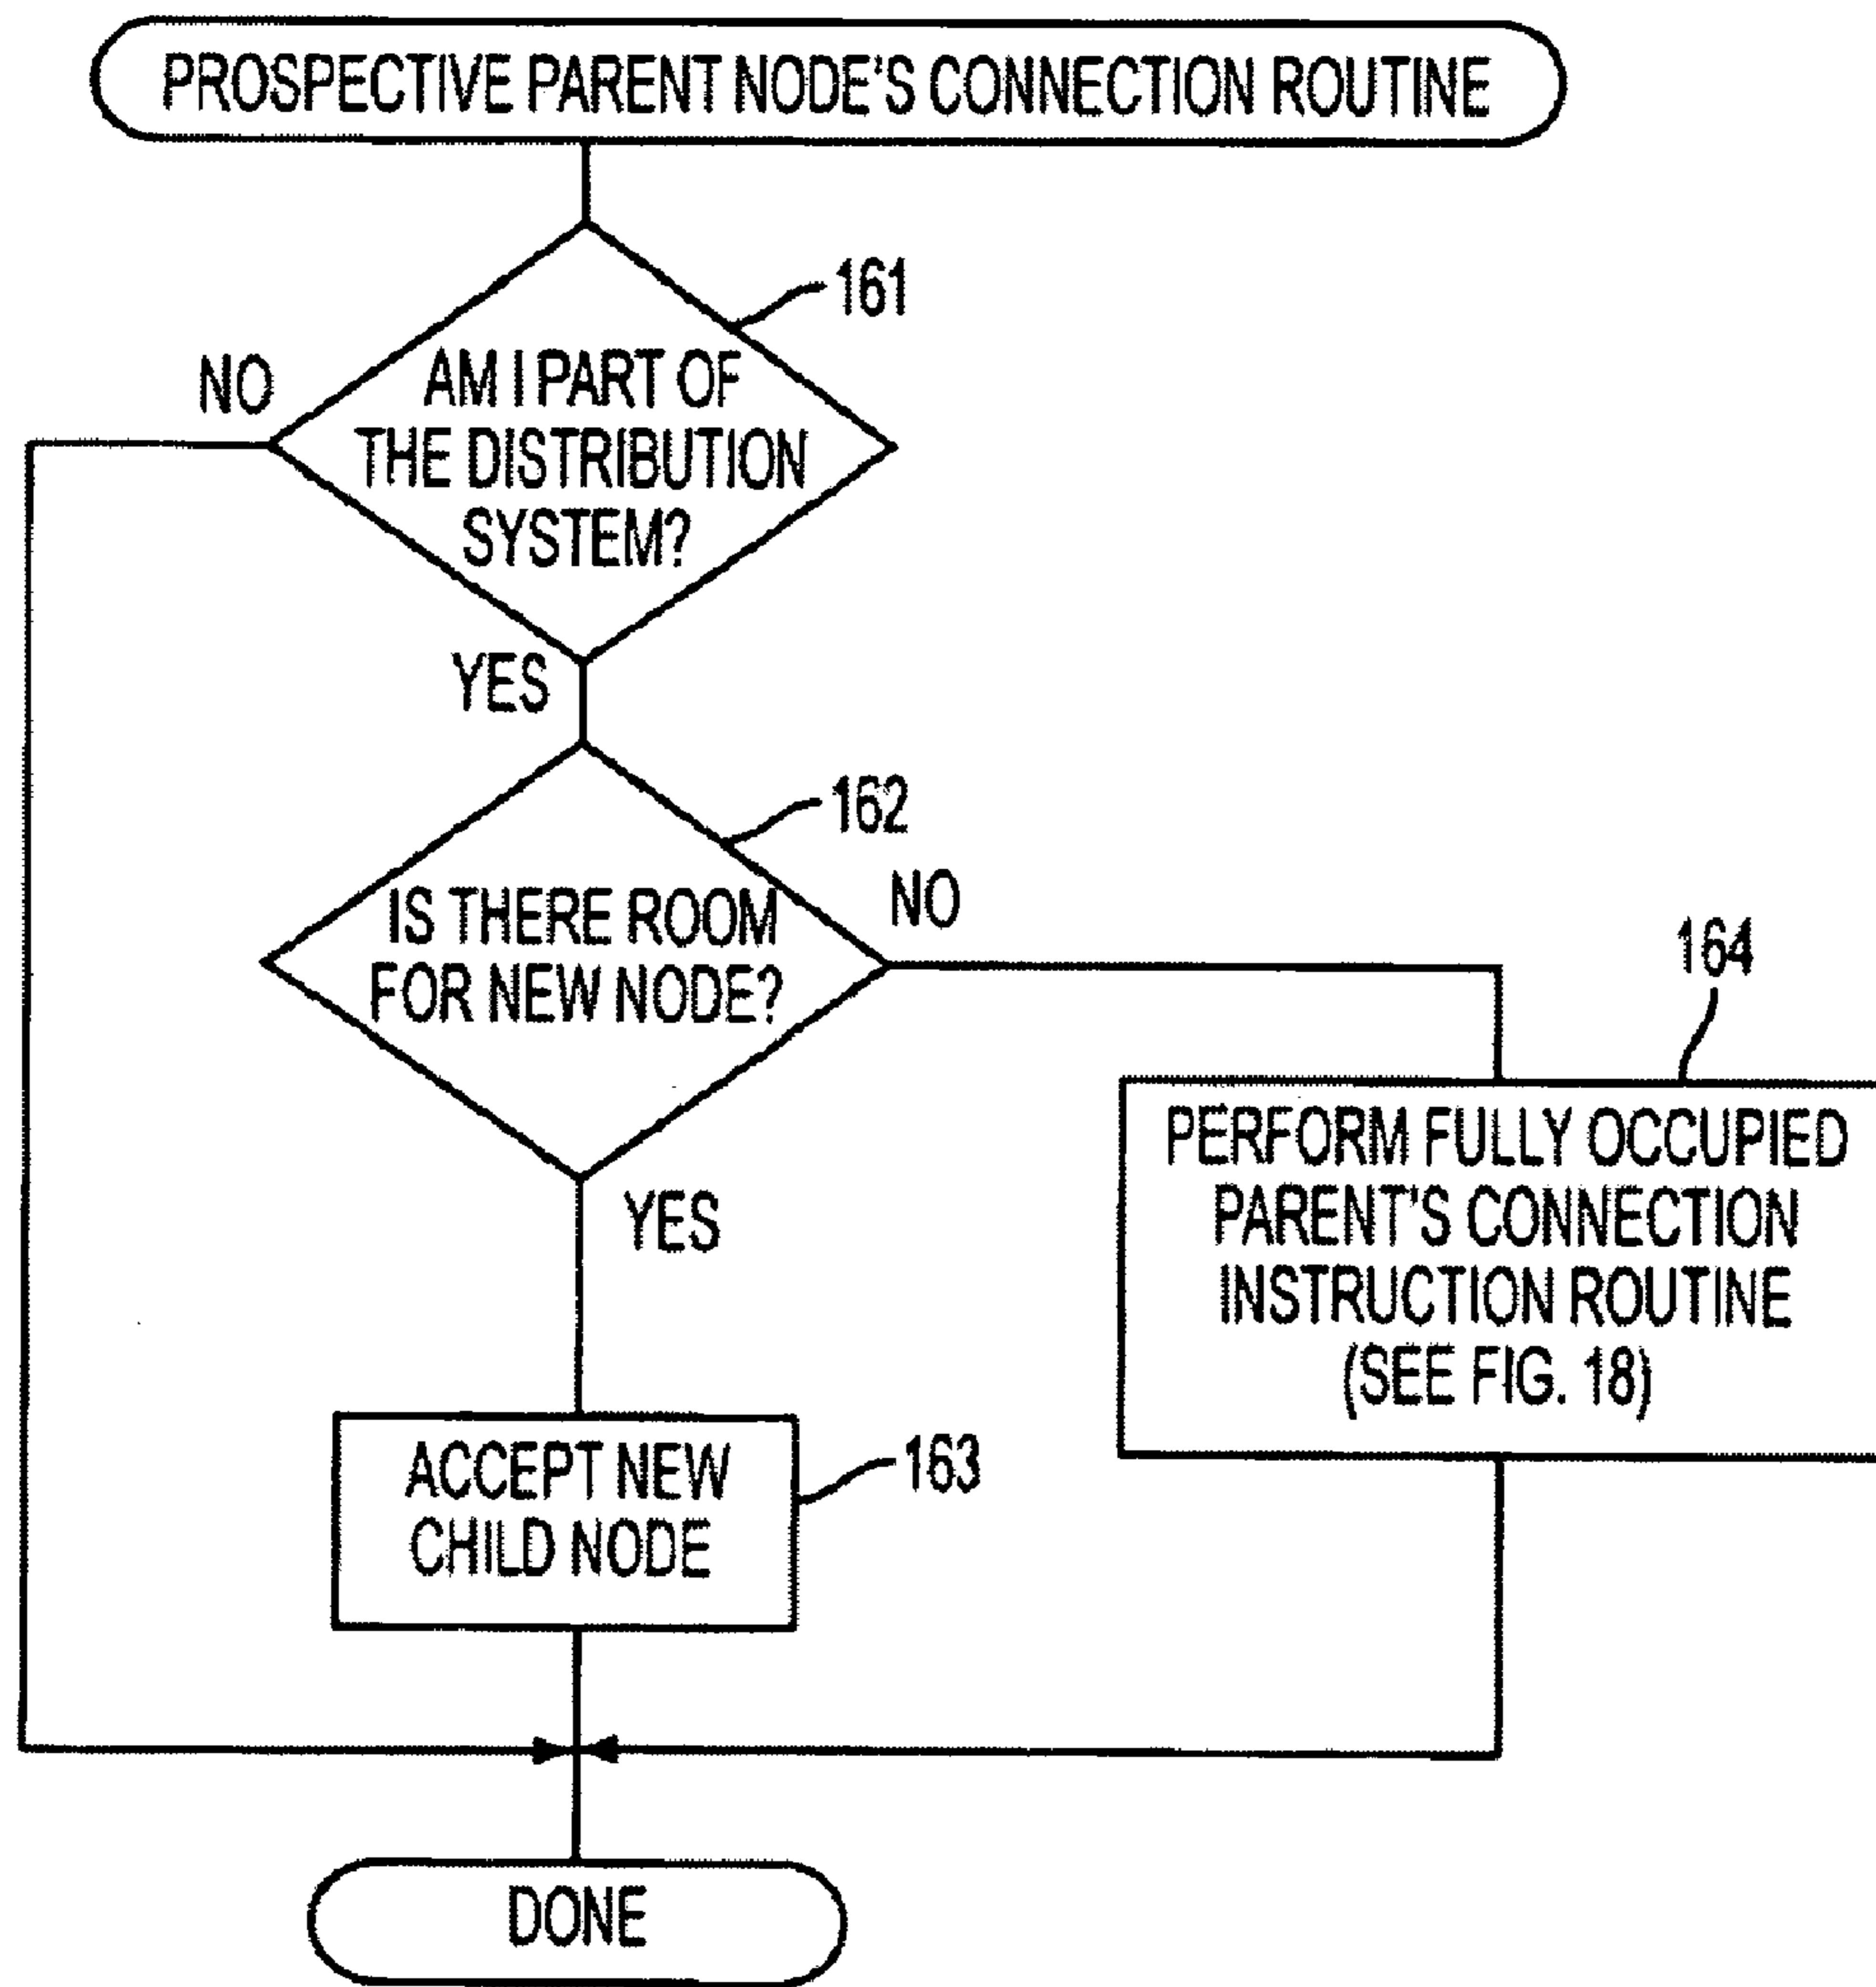 PROSPECTIVE PARENT NODE'S CONNECTION ROUTINE
161
NO
AM I PART OF
THE DISTRIBUTION
SYSTEM?
YES
162
IS THERE ROOM
FOR NEW NODE?
NO
164
YES
PERFORM FULLY OCCUPIED
PARENT'S CONNECTION
INSTRUCTION ROUTINE
(SEE FIG. 18)
ACCEPT NEW
CHILD NODE
163
DONE